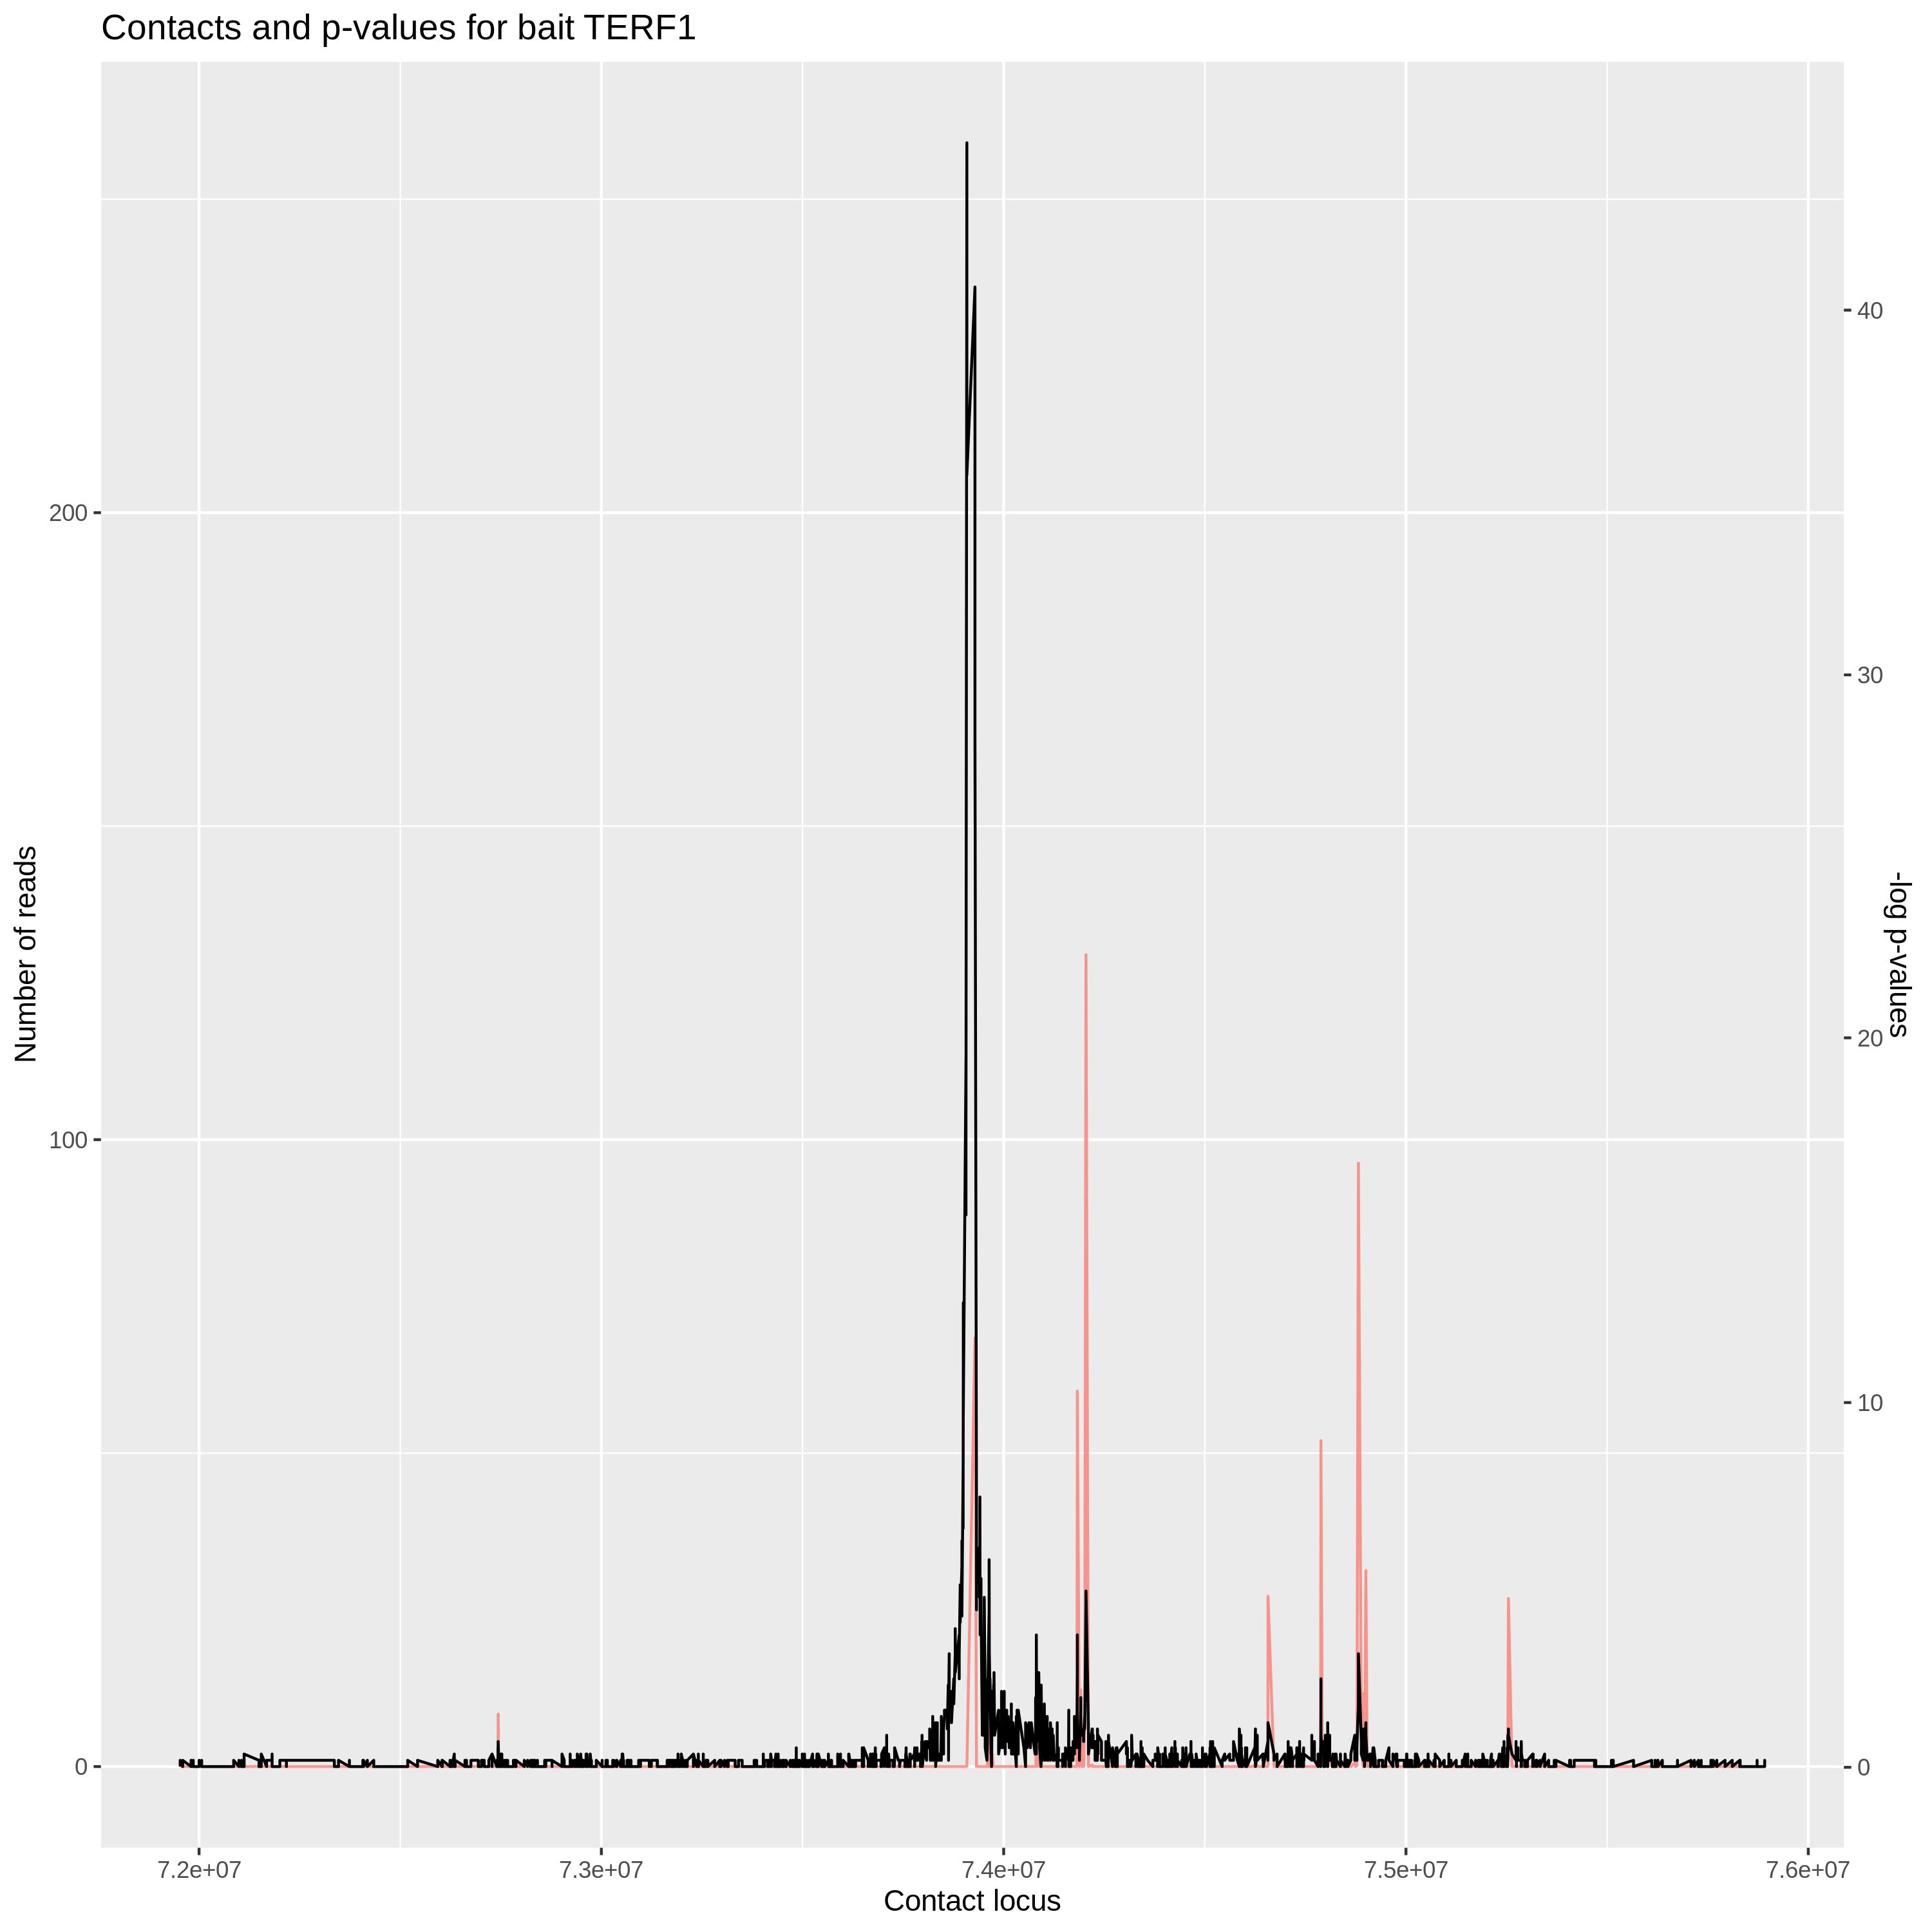 Contacts and p-values for bait TERF1
Number of reads
200
100
0
40
30
20
10
0
-log p-values
7.2e+07
7.3e+07
7.4e+07
7.5e+07
7.6e+07
Contact locus